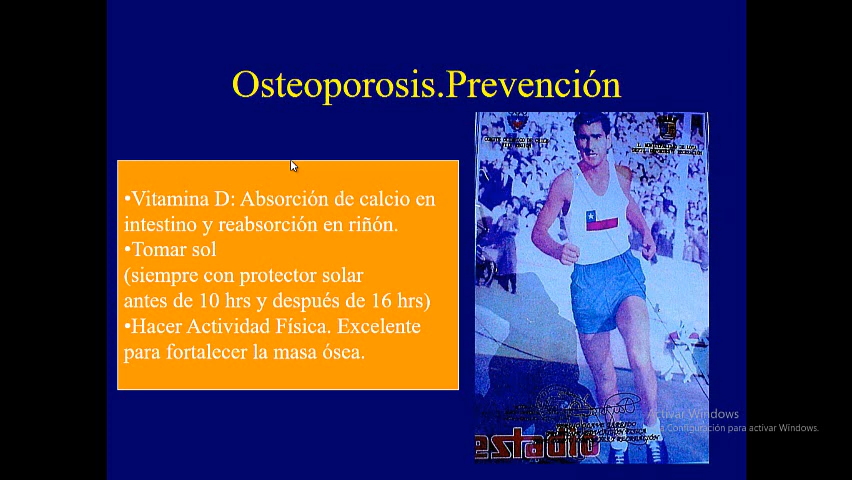 Osteoporosis.Prevención
•Vitamina D: Absorción de calcio en
intestino y reabsorción en riñón.
•Tomar sol
(siempre con protector solar
antes de 10 hrs y después de 16 hrs)
•Hacer Actividad Física. Excelente
para fortalecer la masa ósea.
estadio
Activar Windows
Configuración para activar Windows.